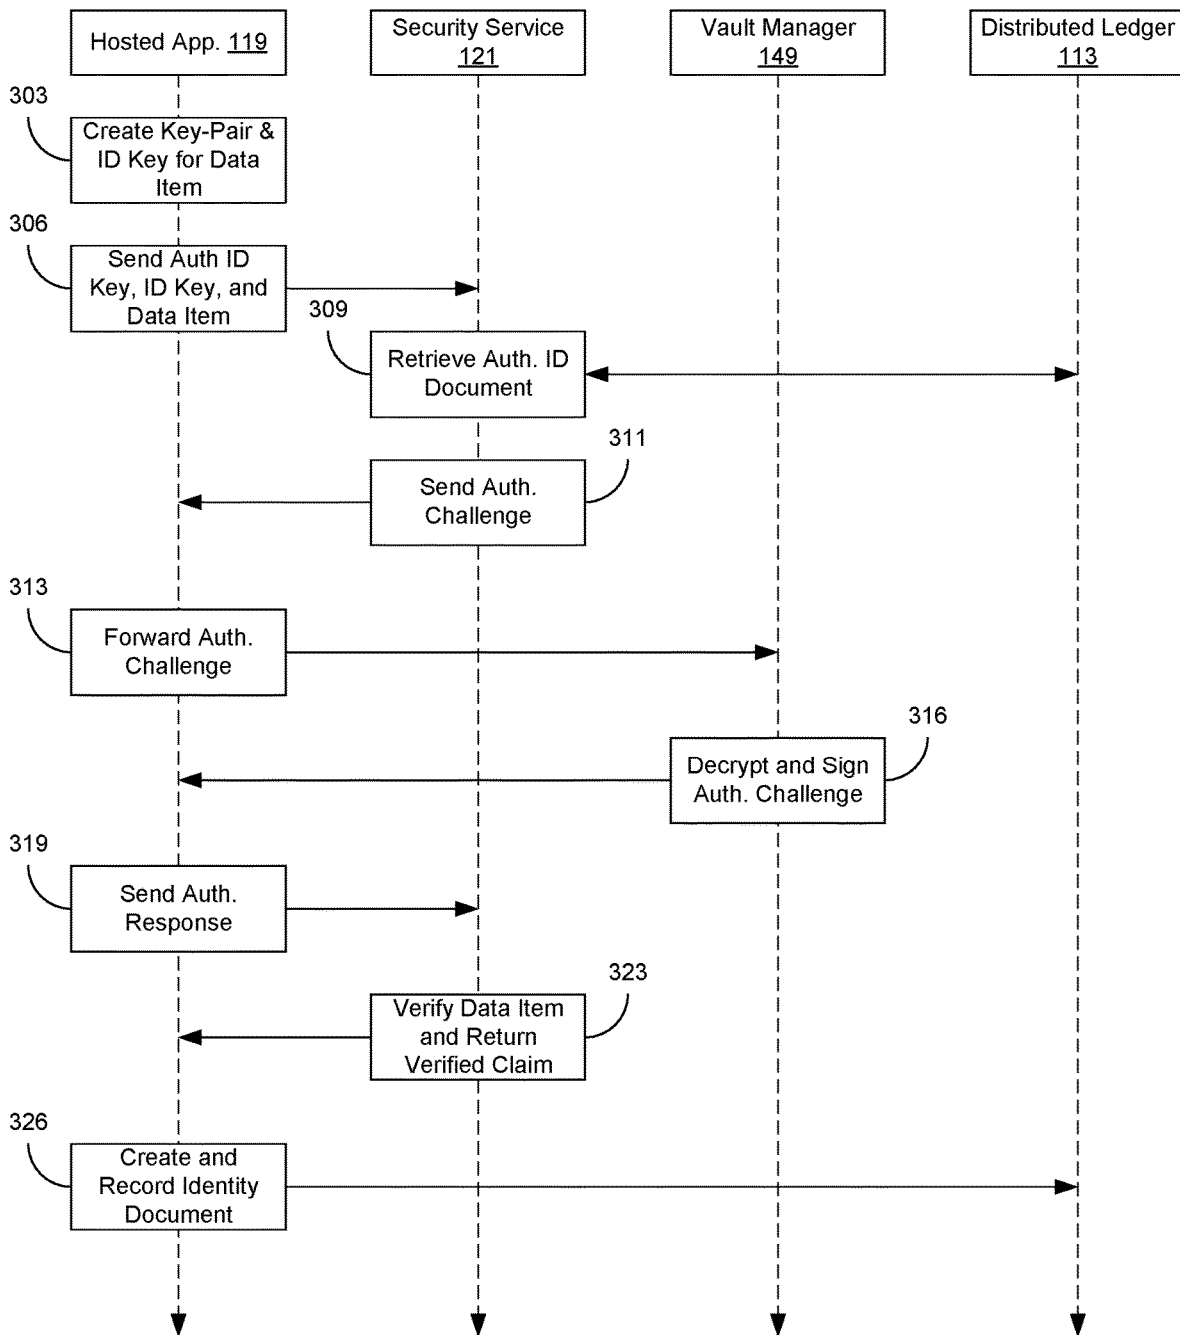 Hosted App. 119
Security Service
121
Vault Manager
149
Distributed Ledger
113
303
Create Key-Pair &
ID Key for Data
Item
306
Send Auth ID
Key, ID Key, and
Data Item
309
Retrieve Auth. ID
Document
311
Send Auth.
Challenge
313
Forward Auth.
Challenge
316
Decrypt and Sign
Auth. Challenge
319
Send Auth.
Response
323
Verify Data Item
and Return
Verified Claim
326
Create and
Record Identity
Document